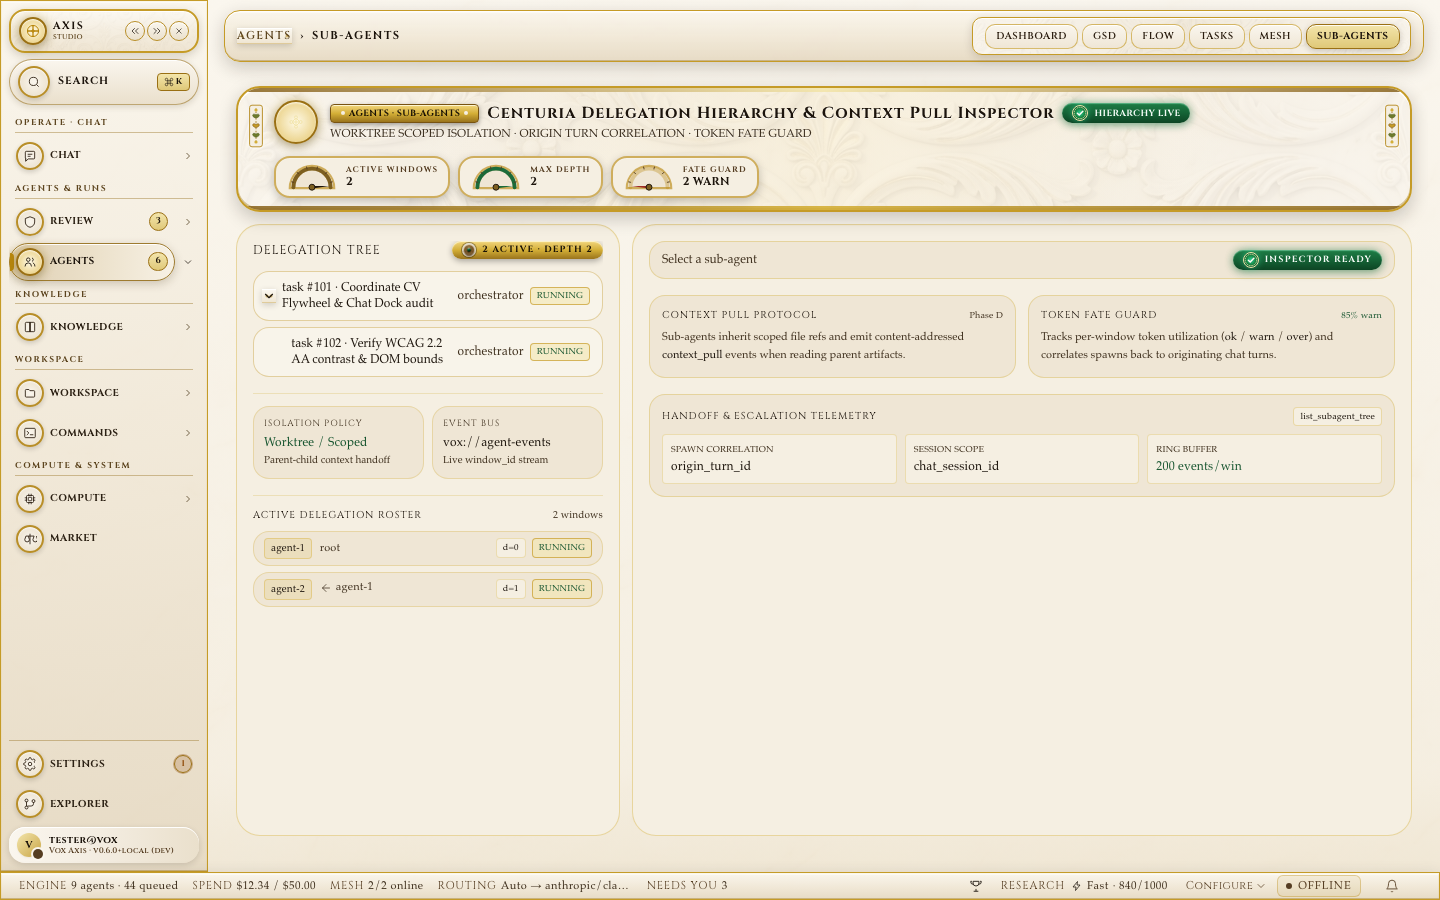 AXIS
STUDIO
SEARCH
⌘ K
OPERATE · CHAT
CHAT
AGENTS & RUNS
REVIEW 3
AGENTS 6
KNOWLEDGE
KNOWLEDGE
WORKSPACE
WORKSPACE
COMMANDS
COMPUTE & SYSTEM
COMPUTE
MARKET
SETTINGS 1
EXPLORER
V
TESTER@VOX
VOX AXIS · V0.6.0+LOCAL (DEV)
AGENTS › SUB-AGENTS
DASHBOARD GSD FLOW TASKS MESH SUB-AGENTS
AGENTS · SUB-AGENTS
CENTURIA DELEGATION HIERARCHY & CONTEXT PULL INSPECTOR
HIERARCHY LIVE
WORKTREE SCOPED ISOLATION · ORIGIN TURN CORRELATION · TOKEN FATE GUARD
ACTIVE WINDOWS
2
MAX DEPTH
2
FATE GUARD
2 WARN
DELEGATION TREE
2 ACTIVE · DEPTH 2
task #101 · Coordinate CV
Flywheel & Chat Dock audit
orchestrator RUNNING
task #102 · Verify WCAG 2.2
AA contrast & DOM bounds
orchestrator RUNNING
ISOLATION POLICY
Worktree / Scoped
Parent-child context handoff
EVENT BUS
vox://agent-events
Live window_id stream
ACTIVE DELEGATION ROSTER 2 windows
agent-1 root d=0 RUNNING
agent-2 ← agent-1 d=1 RUNNING
Select a sub-agent
INSPECTOR READY
CONTEXT PULL PROTOCOL Phase D
Sub-agents inherit scoped file refs and emit content-addressed
context_pull events when reading parent artifacts.
TOKEN FATE GUARD 85% warn
Tracks per-window token utilization (ok / warn / over) and
correlates spawns back to originating chat turns.
HANDOFF & ESCALATION TELEMETRY list_subagent_tree
SPAWN CORRELATION
origin_turn_id
SESSION SCOPE
chat_session_id
RING BUFFER
200 events/win
ENGINE 9 agents · 44 queued SPEND $12.34 / $50.00 MESH 2/2 online ROUTING Auto → anthropic/cla... NEEDS YOU 3
RESEARCH Fast · 840/1000 CONFIGURE OFFLINE